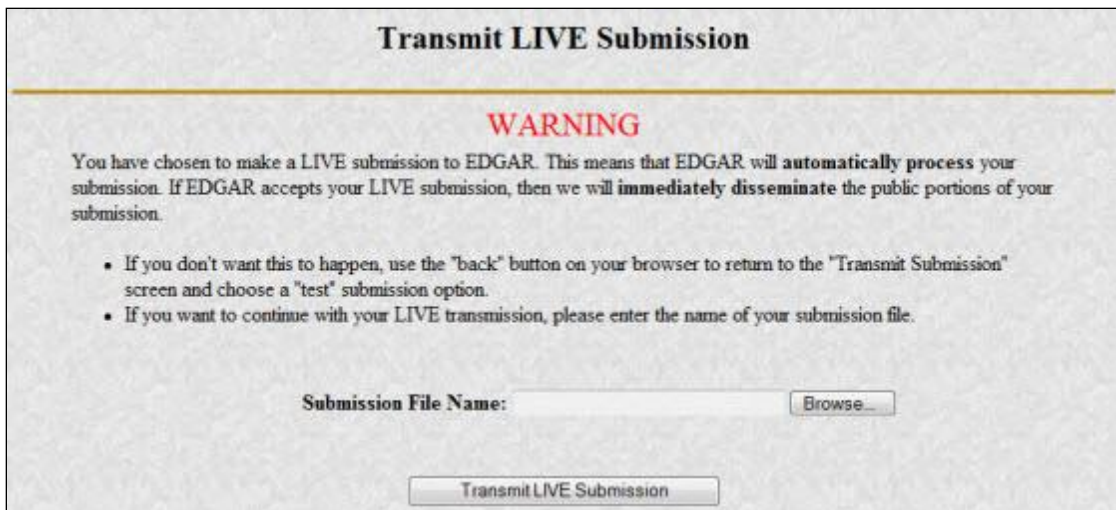 Transmit LIVE Submission
WARNING
You have chosen to make a LIVE submission to EDGAR. This means that EDGAR will automatically process your
submission. If EDGAR accepts your LIVE submission, then we will immediately disseminate the public portions of your
submission.
• If you don't want this to happen, use the "back" button on your browser to return to the "Transmit Submission"
screen and choose a "test" submission option.
• If you want to continue with your LIVE transmission, please enter the name of your submission file.
Submission File Name: Browse...
Transmit LIVE Submission